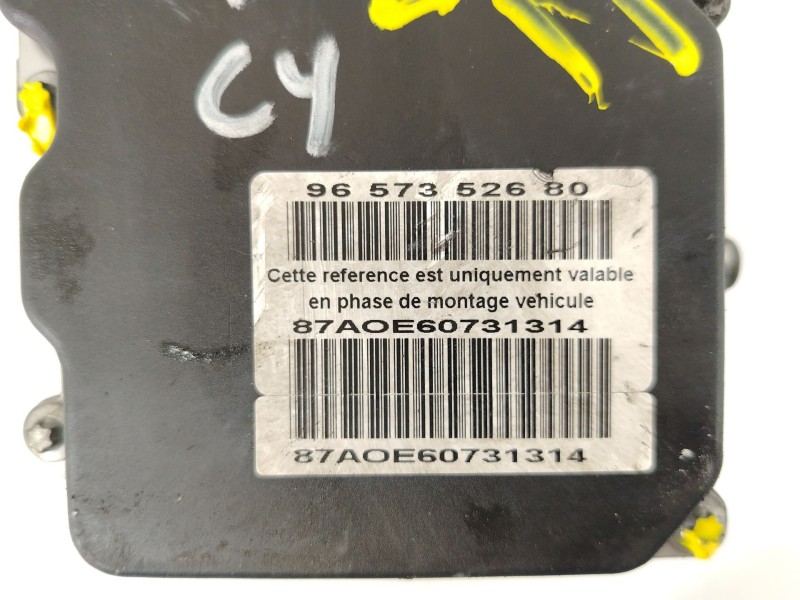 C4
96 573 526 80
Cette reference est uniquement valable
en phase de montage vehicule
87AOE60731314
87AOE60731314